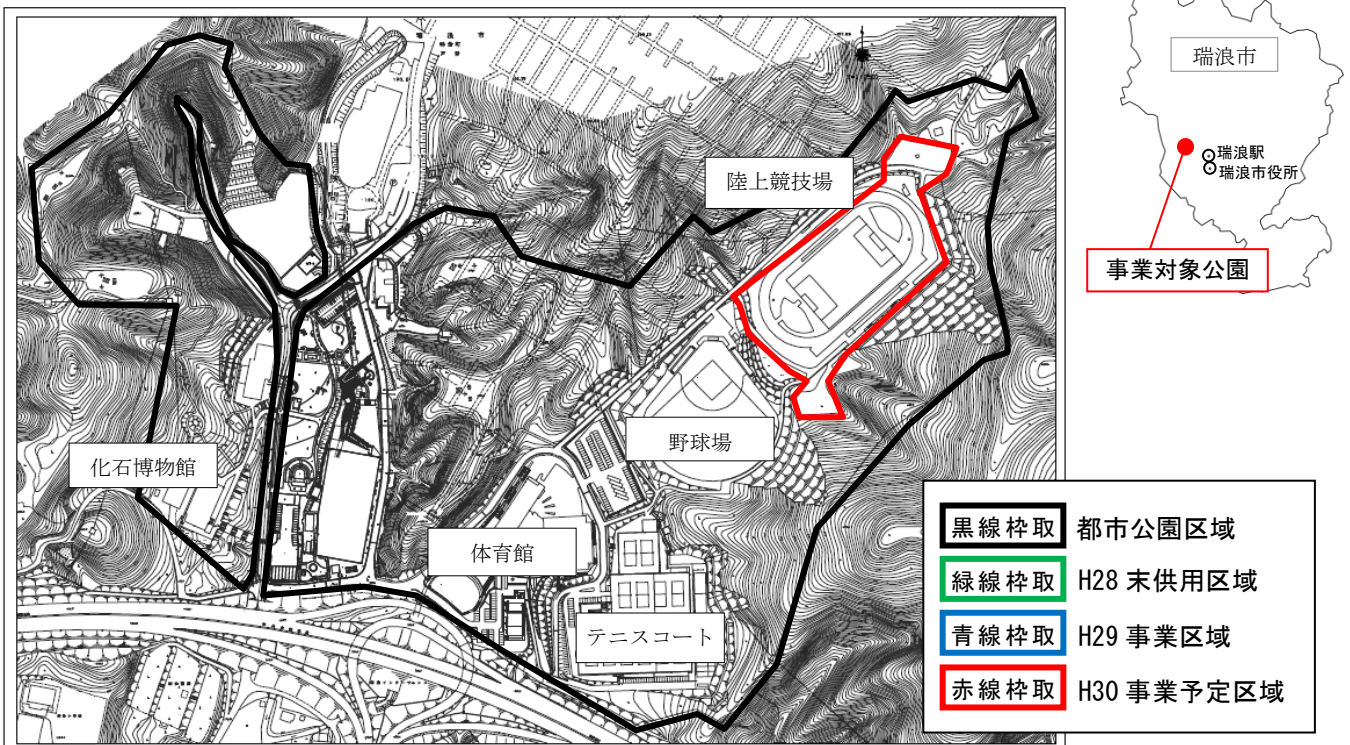 瑞浪市
瑞浪駅
瑞浪市役所
事業対象公園
陸上競技場
野球場
化石博物館
体育館
テニスコート
黒線枠取 都市公園区域
緑線枠取 H28 末供用区域
青線枠取 H29 事業区域
赤線枠取 H30 事業予定区域